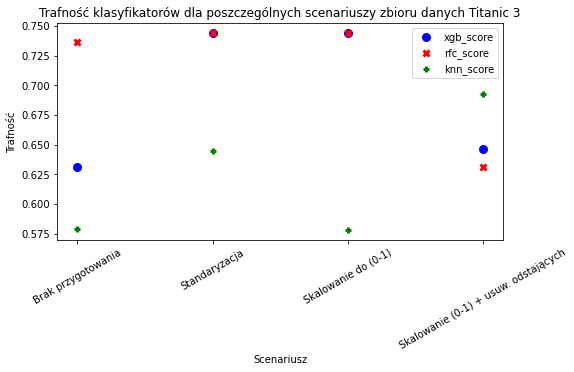 Trafność klasyfikatorów dla poszczególnych scenariuszy zbioru danych Titanic 3
0.750
0.725
0.700
0.675
0.650
0.625
0.600
0.575
Trafność
xgb_score
rfc_score
knn_score
Brak przygotowania
Standaryzacja
Skalowanie do (0-1)
Skalowanie (0-1) + usuw. odstających
Scenariusz